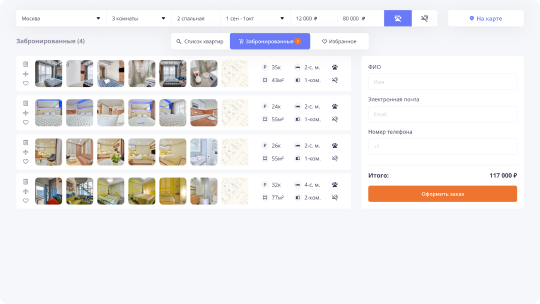 Москва 3 комнаты 2 спальная 1 сен - 1 окт 12 000 ₽ 80 000 ₽ На карте
Забронированные (4)
Список квартир Забронированные Избранное
35к 2-с. м.
43м² 1-ком.
24к 2-с. м.
55м² 1-ком.
26к 2-с. м.
55м² 1-ком.
32к 4-с. м.
77м² 2-ком.
ФИО
Имя
Электронная почта
Email
Номер телефона
+7
Итого: 117 000 ₽
Оформить заказ